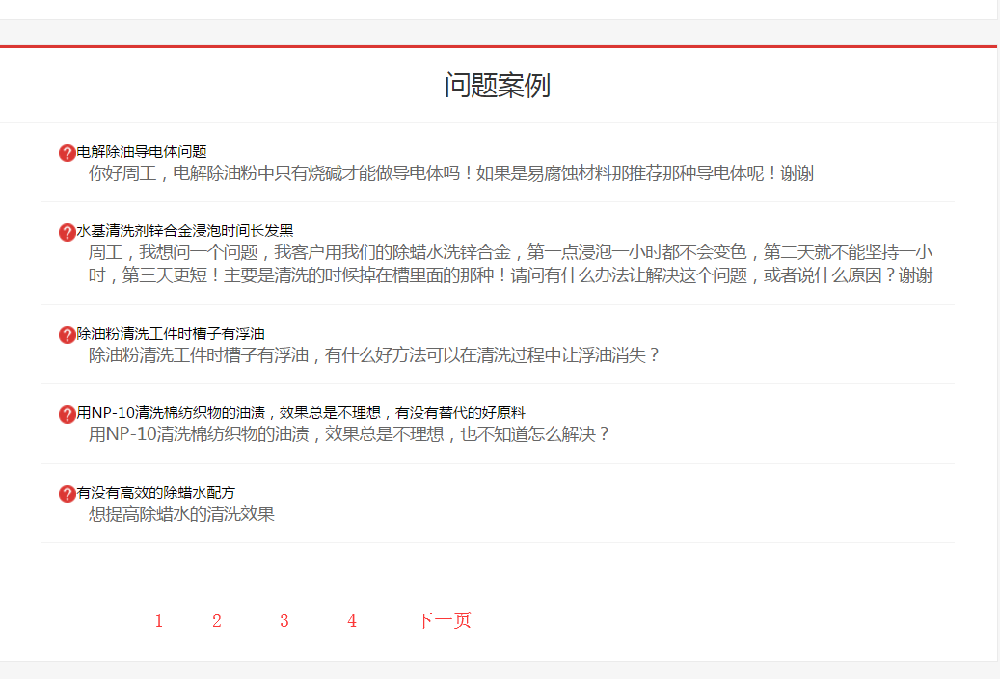 问题案例
电解除油导电体问题
你好周工，电解除油粉中只有烧碱才能做导电体吗！如果是易腐蚀材料那推荐那种导电体呢！谢谢
水基清洗剂锌合金浸泡时间长发黑
周工，我想问一个问题，我客户用我们的除蜡水洗锌合金，第一点浸泡一小时都不会变色，第二天就不能坚持一小
时，第三天更短！主要是清洗的时候掉在槽里面的那种！请问有什么办法让解决这个问题，或者说什么原因？谢谢
除油粉清洗工件时槽子有浮油
除油粉清洗工件时槽子有浮油，有什么好方法可以在清洗过程中让浮油消失？
用NP-10清洗棉纺织物的油渍，效果总是不理想，有没有替代的好原料
用NP-10清洗棉纺织物的油渍，效果总是不理想，也不知道怎么解决？
有没有高效的除蜡水配方
想提高除蜡水的清洗效果
1 2 3 4 下一页